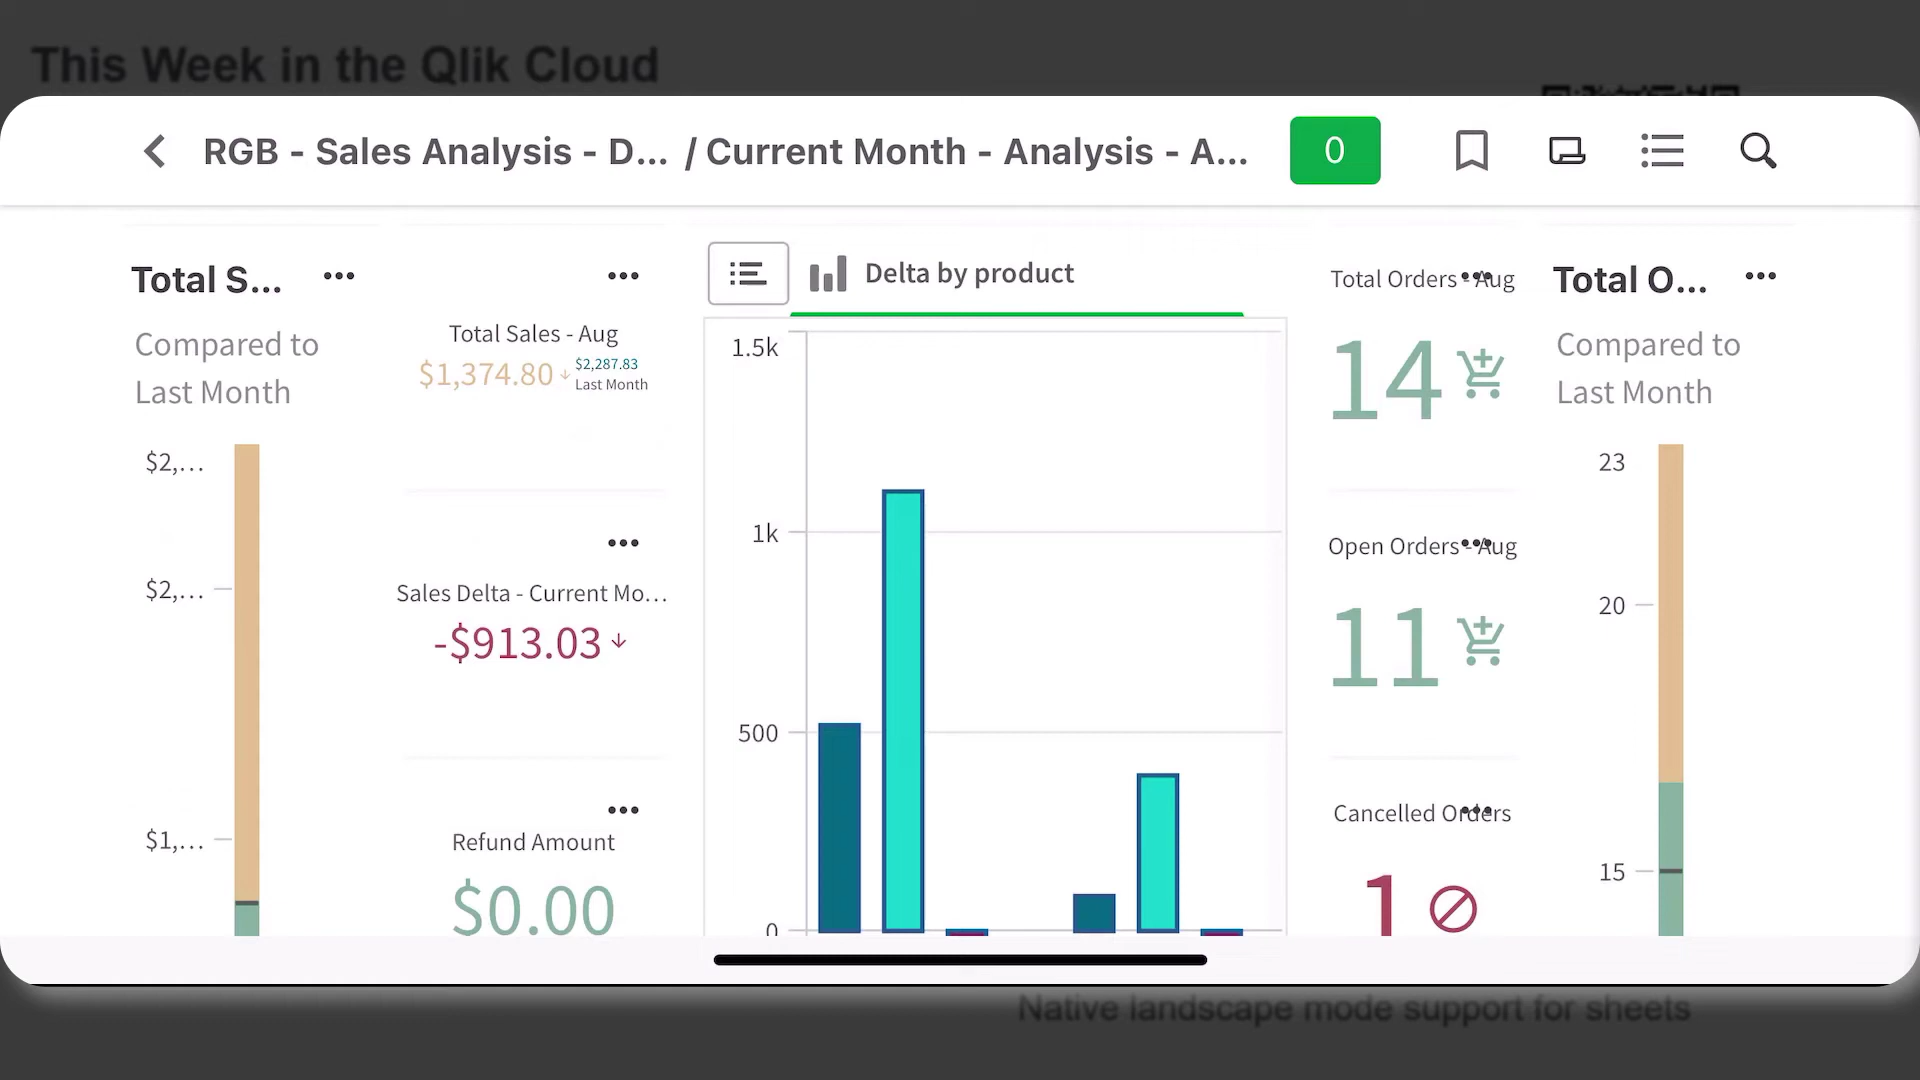 This Week in the Qlik Cloud
RGB - Sales Analysis - D... / Current Month - Analysis - A...
0
Total S...
Compared to
Last Month
$2,...
$2,...
$1,...
Total Sales - Aug
$1,374.80
$2,287.83
Last Month
Sales Delta - Current Mo...
-$913.03
Refund Amount
$0.00
Delta by product
1.5k
1k
500
0
Total Orders - Aug
14
Open Orders - Aug
11
Cancelled Orders
1
Total O...
Compared to
Last Month
23
20
15
Native landscape mode support for sheets